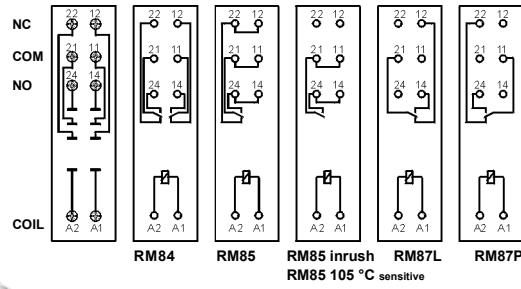 22 12 22 12 22 12 22 12 22 12 22 12
NC
COM
21 11 21 11 21 11 21 11 21 11 21 11
NO
24 14 24 14 24 14 24 14 24 14 24 14
COIL
A2 A1 A2 A1 A2 A1 A2 A1 A2 A1 A2 A1
RM84 RM85 RM85 inrush RM87L RM87P
RM85 105 °C sensitive